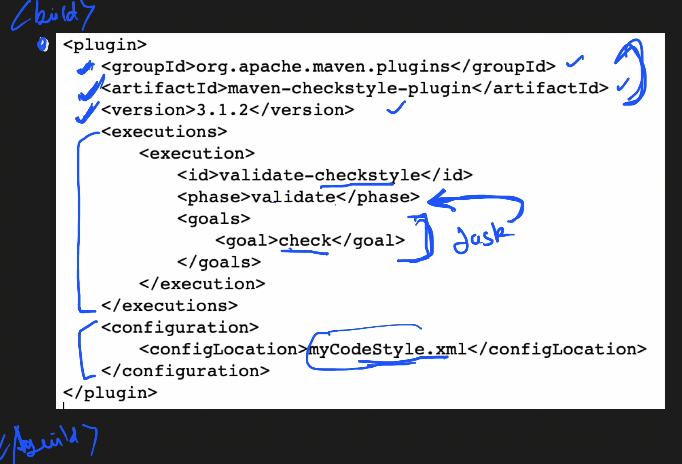 <build>
<plugin>
<groupId>org.apache.maven.plugins</groupId>
<artifactId>maven-checkstyle-plugin</artifactId>
<version>3.1.2</version>
<executions>
<execution>
<id>validate-checkstyle</id>
<phase>validate</phase>
<goals>
<goal>check</goal>
Task
</goals>
</execution>
</executions>
<configuration>
<configLocation>myCodeStyle.xml</configLocation>
</configuration>
</plugin>
</build>